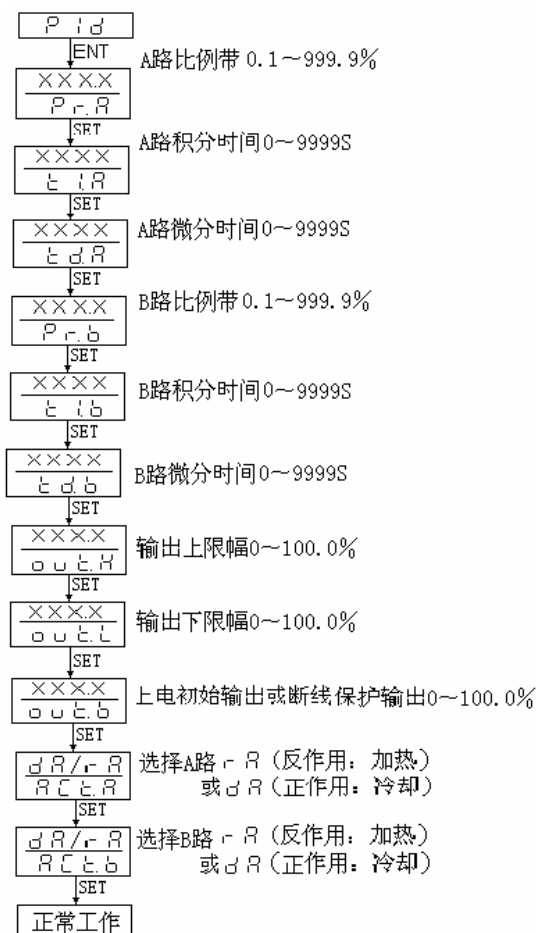 Pid
ENT
A路比例带 0.1～999.9%
XXX.X
Pr.A
SET
A路积分时间0～9999S
XXXX
ti.A
SET
A路微分时间0～9999S
XXXX
td.A
SET
B路比例带 0.1～999.9%
XXX.X
Pr.b
SET
B路积分时间0～9999S
XXXX
ti.b
SET
XXXX
td.b
B路微分时间0～9999S
SET
XXX.X
out.H
输出上限幅0～100.0%
SET
XXX.X
out.L
输出下限幅0～100.0%
SET
XXX.X
out.b
上电初始输出或断线保护输出0～100.0%
SET
dA/rA
ACt.A
选择A路 rA（反作用：加热）
或dA（正作用：冷却）
SET
dA/rA
ACt.b
选择B路 rA（反作用：加热）
或dA（正作用：冷却）
SET
正常工作